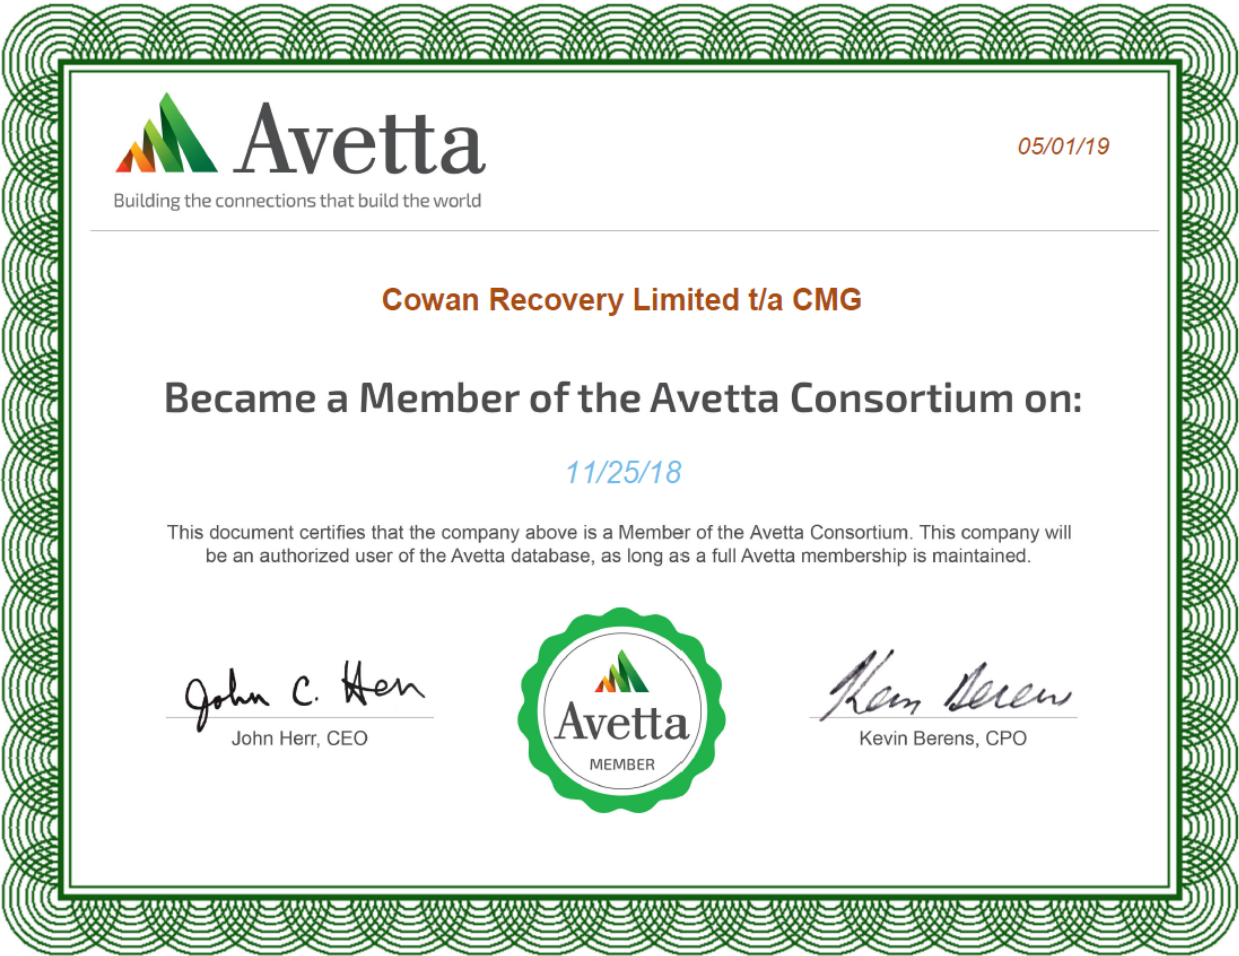 Avetta
Building the connections that build the world
05/01/19
Cowan Recovery Limited t/a CMG
Became a Member of the Avetta Consortium on:
11/25/18
This document certifies that the company above is a Member of the Avetta Consortium. This company will
be an authorized user of the Avetta database, as long as a full Avetta membership is maintained.
John C. Herr
John Herr, CEO
Avetta
MEMBER
Kevin Berens
Kevin Berens, CPO